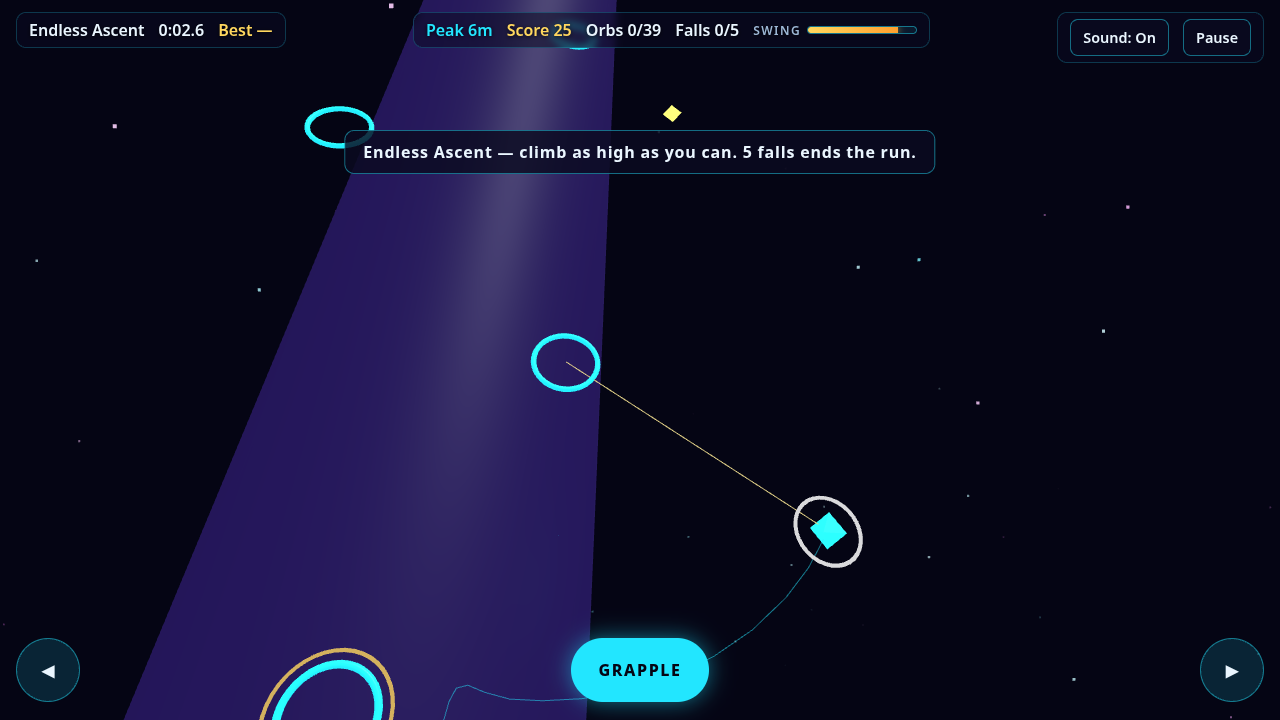 Endless Ascent 0:02.6 Best —
Peak 6m Score 25 Orbs 0/39 Falls 0/5 SWING
Sound: On Pause
Endless Ascent — climb as high as you can. 5 falls ends the run.
◀ GRAPPLE ▶